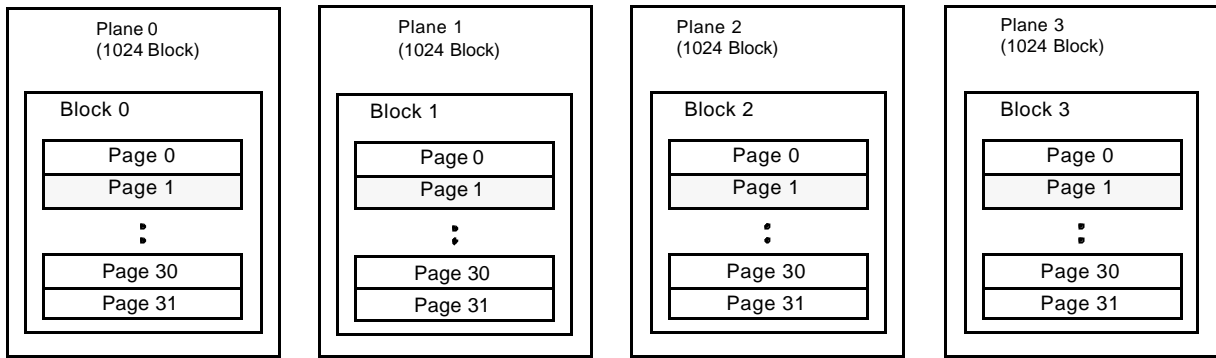 Plane 0
(1024 Block)
Block 0
Page 0
Page 1
Page 30
Page 31
Plane 1
(1024 Block)
Block 1
Page 0
Page 1
Page 30
Page 31
Plane 2
(1024 Block)
Block 2
Page 0
Page 1
Page 30
Page 31
Plane 3
(1024 Block)
Block 3
Page 0
Page 1
Page 30
Page 31